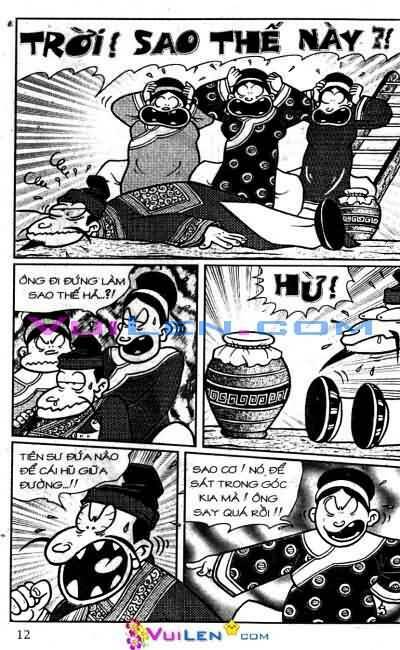 TRỜI! SAO THẾ NÀY?!
ÔNG ĐI ĐỨNG LÀM
SAO THẾ HẢ..?!
HỪ!
VUILEN.COM
TIÊN SƯ ĐỨA NÀO
ĐỂ CÁI HŨ GIỮA
ĐƯỜNG...!!
SAO CƠ! NÓ ĐỂ
SÁT TRONG GÓC
KIA MÀ! ÔNG
SAY QUÁ RỒI!!
12
VUILEN.COM